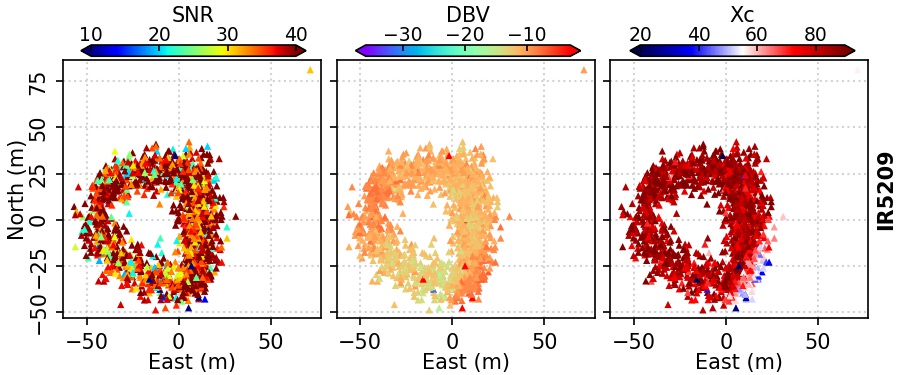 SNR DBV Xc
10 20 30 40 −30 −20 −10 20 40 60 80
North (m)
75
50
25
0
−25
−50
−50 0 50 −50 0 50 −50 0 50
East (m) East (m) East (m)
IR5209